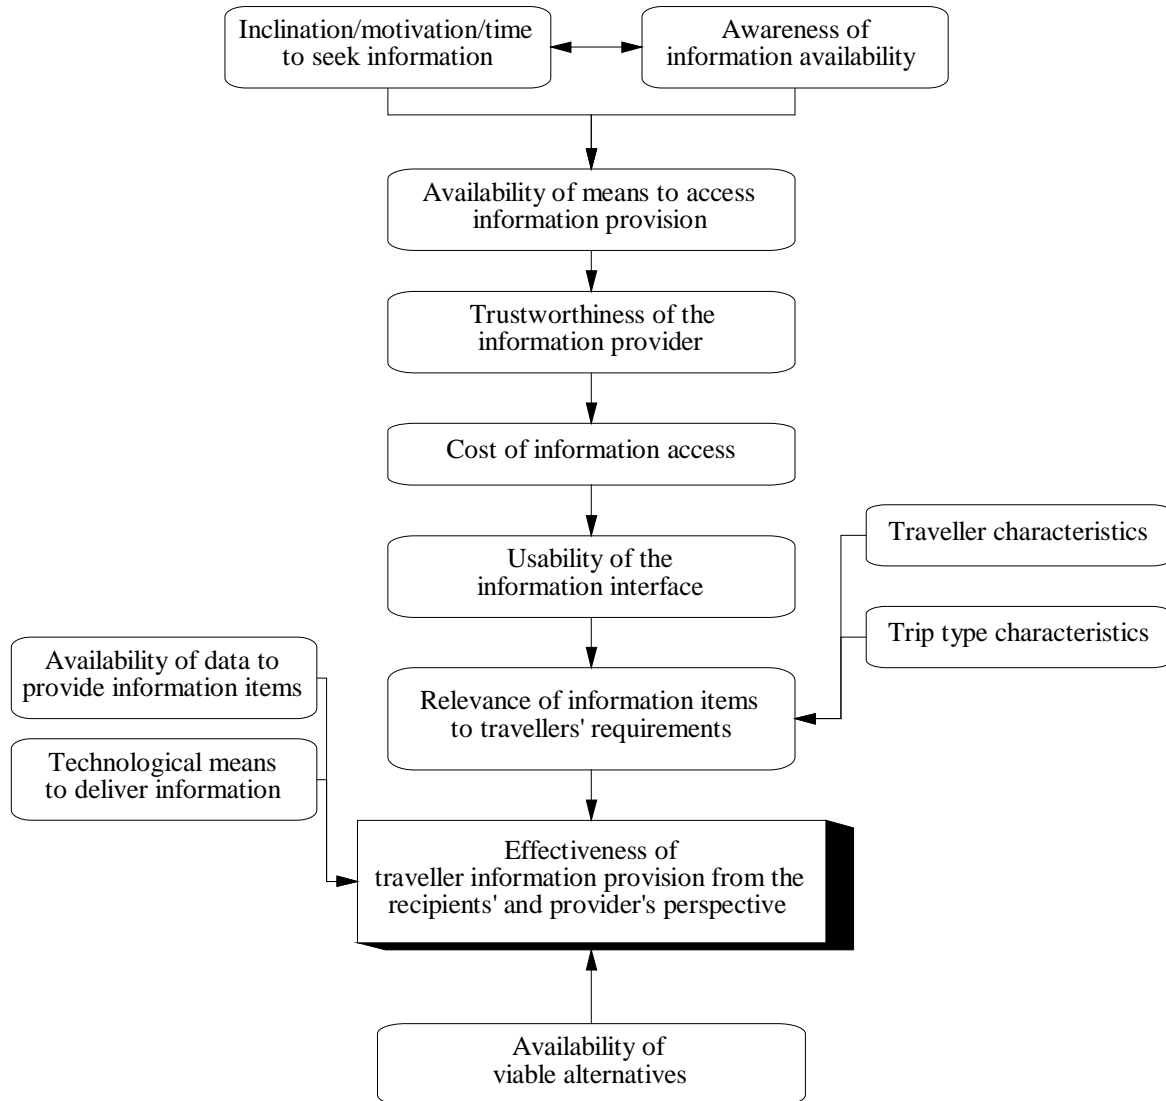 Inclination/motivation/time
to seek information
Awareness of
information availability
Availability of means to access
information provision
Trustworthiness of the
information provider
Cost of information access
Usability of the
information interface
Traveller characteristics
Trip type characteristics
Availability of data to
provide information items
Relevance of information items
to travellers' requirements
Technological means
to deliver information
Effectiveness of
traveller information provision from the
recipients' and provider's perspective
Availability of
viable alternatives